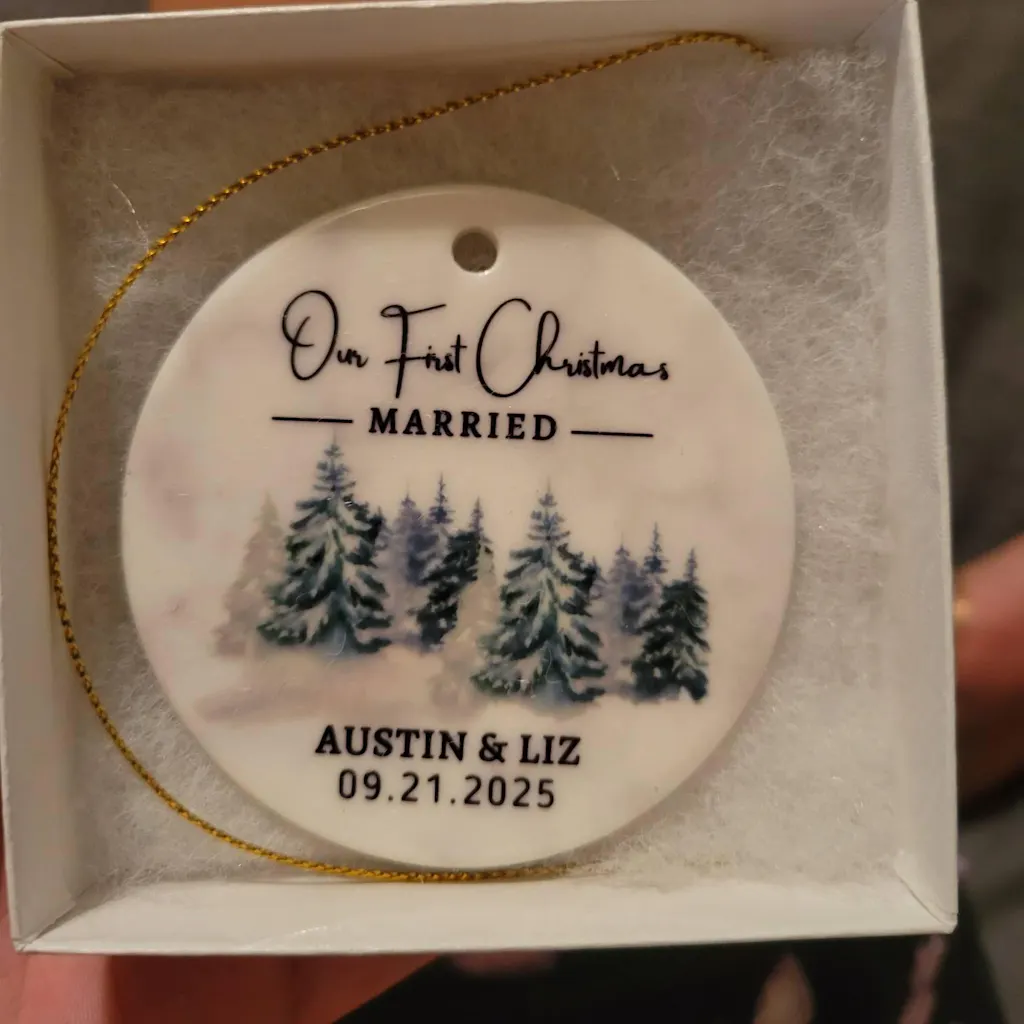 Our First Christmas
MARRIED
AUSTIN & LIZ
09.21.2025